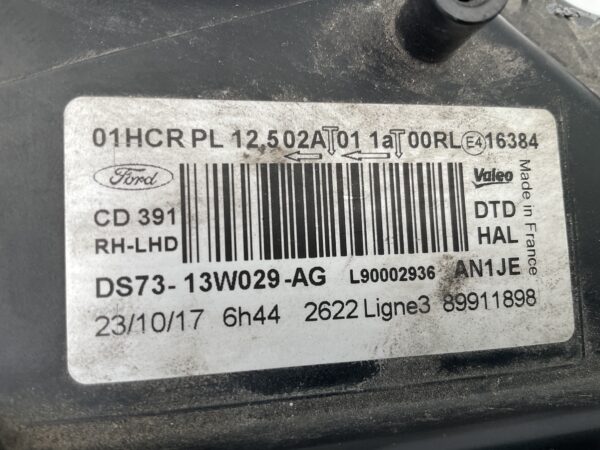 01HCR PL 12,5 02A 01 1a 00RL E4 16384
Ford
Valeo
Made in France
CD 391
DTD
RH-LHD
HAL
DS73-13W029-AG L90002936 AN1JE
23/10/17 6h44 2622 Ligne3 89911898